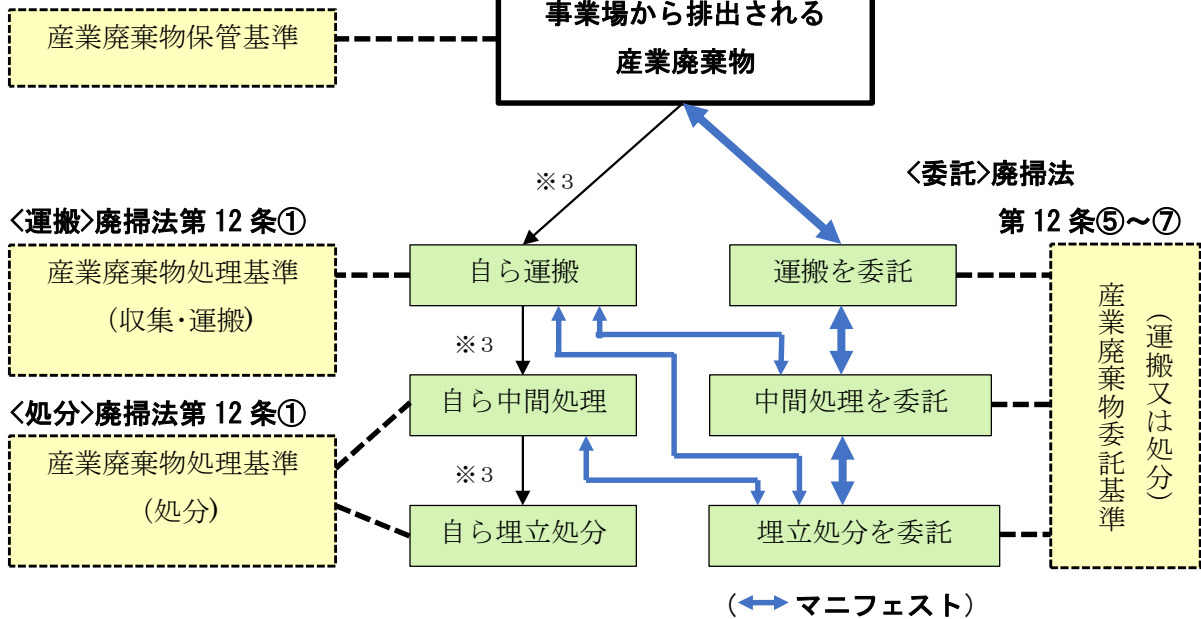 事業場から排出される
産業廃棄物
産業廃棄物保管基準
※3
<委託>廃掃法
第12条⑤～⑦
<運搬>廃掃法第12条①
産業廃棄物処理基準
(収集・運搬)
自ら運搬
運搬を委託
※3
<処分>廃掃法第12条①
産業廃棄物処理基準
(処分)
自ら中間処理
中間処理を委託
※3
自ら埋立処分
埋立処分を委託
産業廃棄物委託基準
(運搬又は処分)
(マニフェスト)